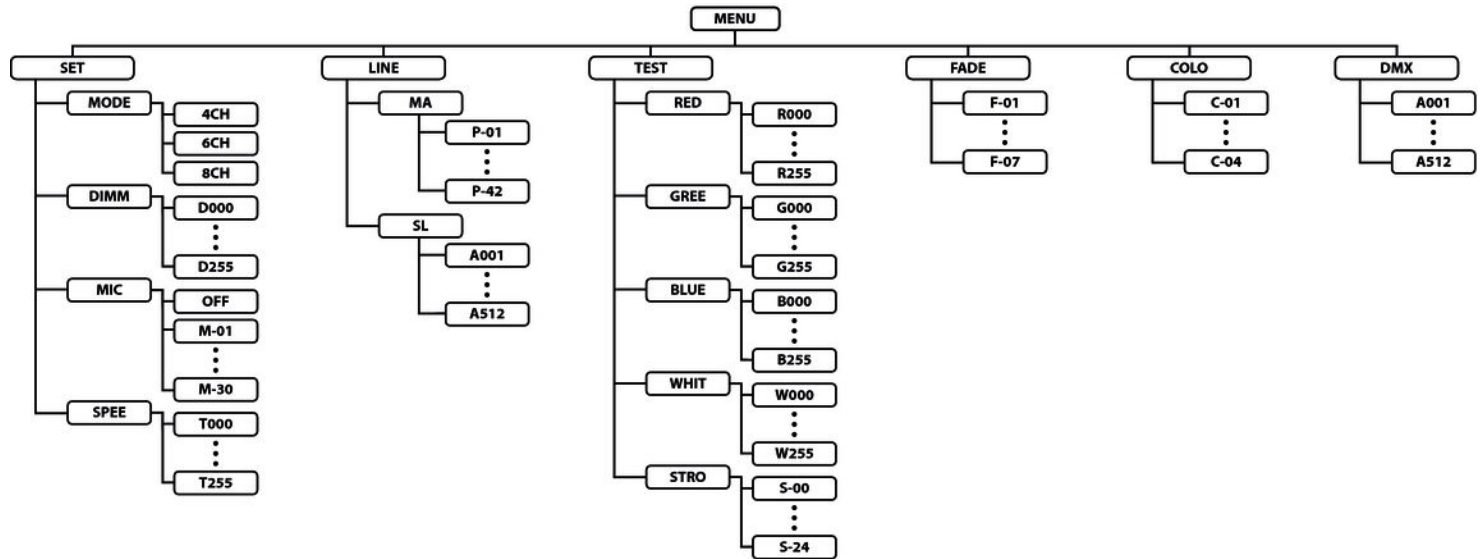 MENU
SET
MODE
4CH
6CH
8CH
DIMM
D000
D255
MIC
OFF
M-01
M-30
SPEE
T000
T255
LINE
MA
P-01
P-42
SL
A001
A512
TEST
RED
R000
R255
GREE
G000
G255
BLUE
B000
B255
WHIT
W000
W255
STRO
S-00
S-24
FADE
F-01
F-07
COLO
C-01
C-04
DMX
A001
A512